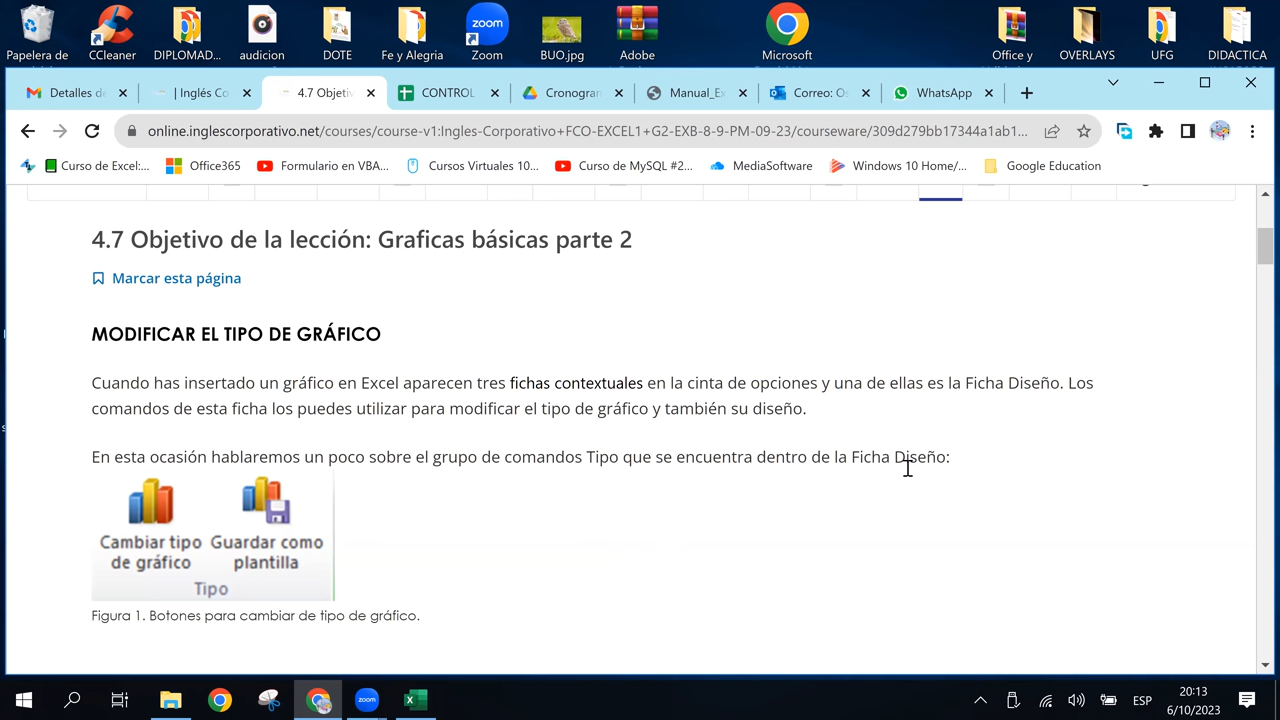 Papelera de
CCleaner
DIPLOMAD...
audicion
DOTE
Fe y Alegria
zoom
Zoom
BUO.jpg
Adobe
Microsoft
Office y
OVERLAYS
UFG
DIDACTICA
Detalles de
| Inglés Co
4.7 Objetiv
CONTROL
Cronogran
Manual_Ex
Correo: Os
WhatsApp
online.inglescorporativo.net/courses/course-v1:Ingles-Corporativo+FCO-EXCEL1+G2-EXB-8-9-PM-09-23/courseware/309d279bb17344a1ab1...
Curso de Excel:...
Office365
Formulario en VBA...
Cursos Virtuales 10...
Curso de MySQL #2...
MediaSoftware
Windows 10 Home/...
Google Education
4.7 Objetivo de la lección: Graficas básicas parte 2
Marcar esta página
MODIFICAR EL TIPO DE GRÁFICO
Cuando has insertado un gráfico en Excel aparecen tres fichas contextuales en la cinta de opciones y una de ellas es la Ficha Diseño. Los
comandos de esta ficha los puedes utilizar para modificar el tipo de gráfico y también su diseño.
En esta ocasión hablaremos un poco sobre el grupo de comandos Tipo que se encuentra dentro de la Ficha Diseño:
Cambiar tipo de gráfico
Guardar como plantilla
Tipo
Figura 1. Botones para cambiar de tipo de gráfico.
zoom
ESP
20:13
6/10/2023